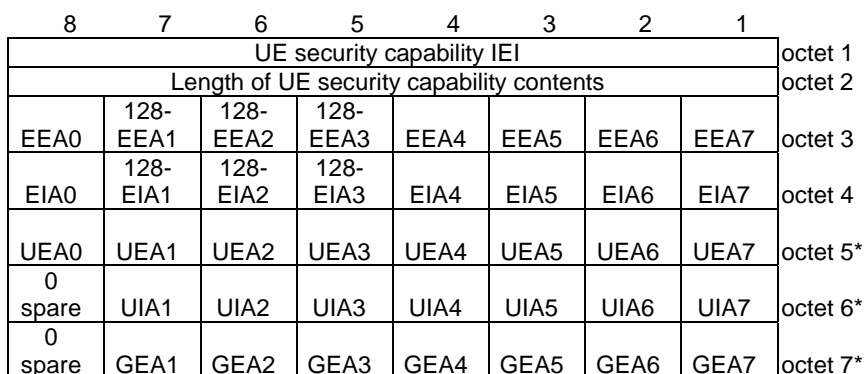 8 7 6 5 4 3 2 1
UE security capability IEI octet 1
Length of UE security capability contents octet 2
128- 128- 128-
EEA0 EEA1 EEA2 EEA3 EEA4 EEA5 EEA6 EEA7 octet 3
128- 128- 128-
EIA0 EIA1 EIA2 EIA3 EIA4 EIA5 EIA6 EIA7 octet 4
UEA0 UEA1 UEA2 UEA3 UEA4 UEA5 UEA6 UEA7 octet 5*
0
spare UIA1 UIA2 UIA3 UIA4 UIA5 UIA6 UIA7 octet 6*
0
spare GEA1 GEA2 GEA3 GEA4 GEA5 GEA6 GEA7 octet 7*